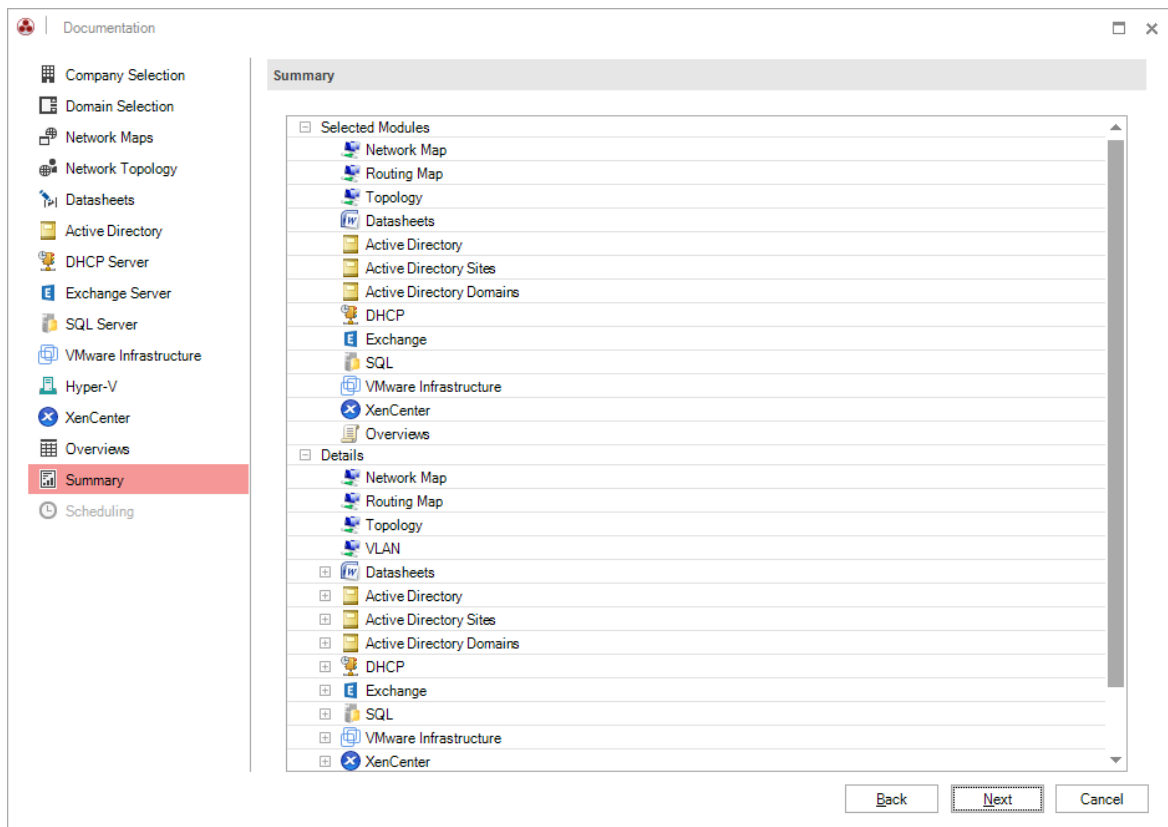 Documentation
Company Selection
Domain Selection
Network Maps
Network Topology
Datasheets
Active Directory
DHCP Server
Exchange Server
SQL Server
VMware Infrastructure
Hyper-V
XenCenter
Overviews
Summary
Scheduling
Summary
Selected Modules
Network Map
Routing Map
Topology
Datasheets
Active Directory
Active Directory Sites
Active Directory Domains
DHCP
Exchange
SQL
VMware Infrastructure
XenCenter
Overviews
Details
Network Map
Routing Map
Topology
VLAN
Datasheets
Active Directory
Active Directory Sites
Active Directory Domains
DHCP
Exchange
SQL
VMware Infrastructure
XenCenter
Back Next Cancel